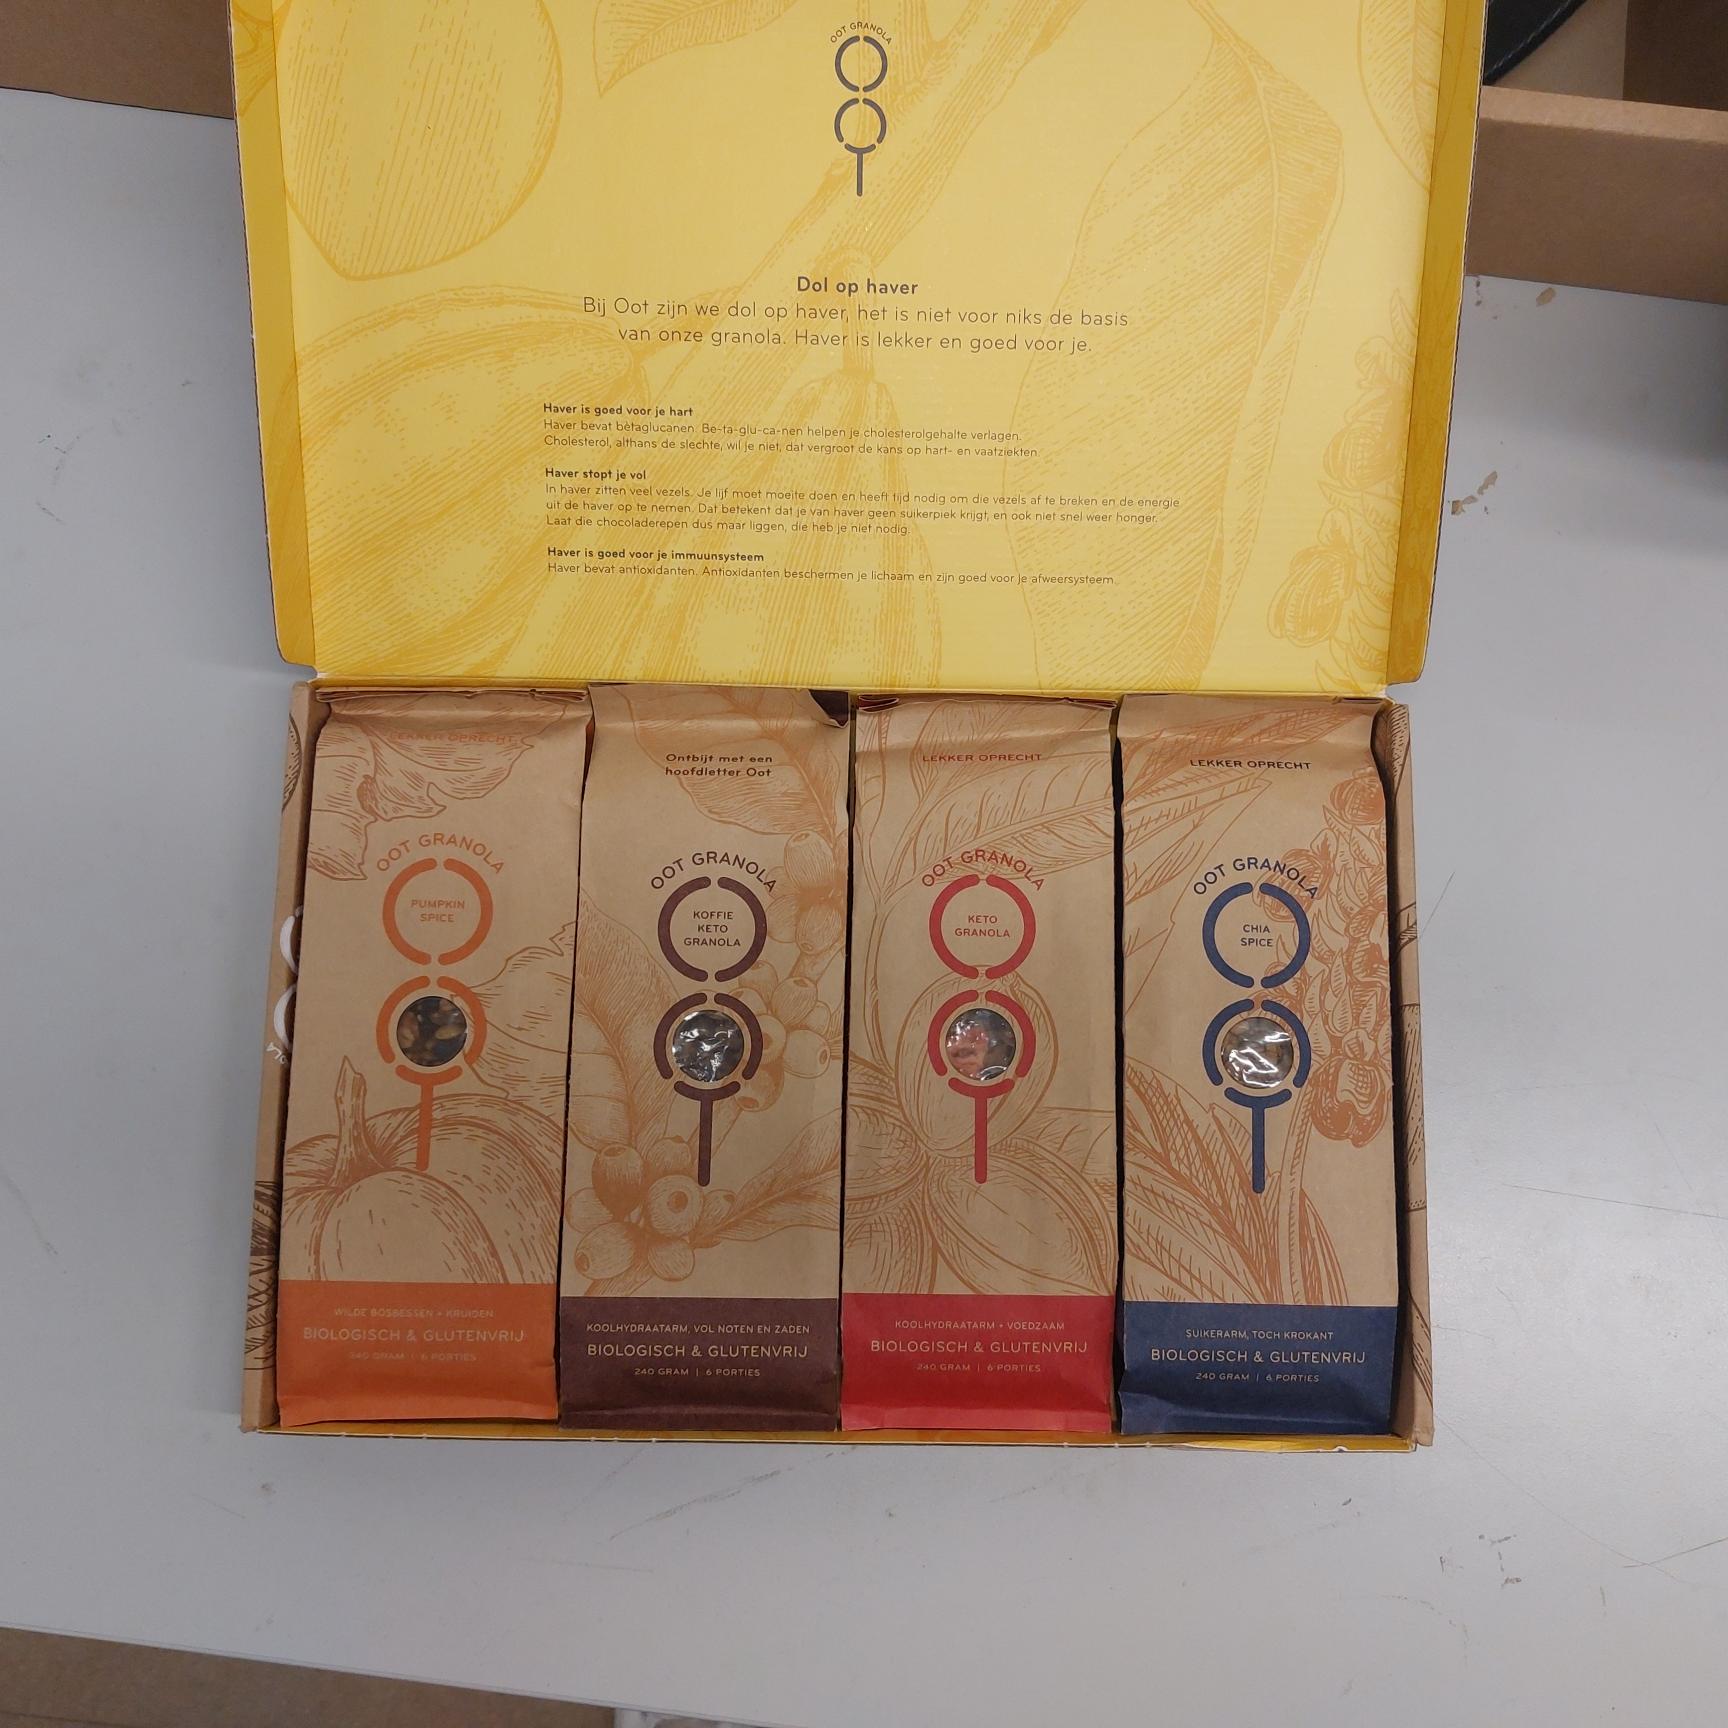 OOT GRANOLA
OOT
Dol op haver
Bij Oot zijn we dol op haver, het is niet voor niks de basis
van onze granola. Haver is lekker en goed voor je.
Haver is goed voor je hart
Haver bevat bètaglucanen. Be-ta-glu-ca-nen helpen je cholesterolgehalte verlagen.
Cholesterol, althans de slechte, wil je niet, dat vergroot de kans op hart- en vaatziekten.
Haver stopt je vol
In haver zitten veel vezels. Je lijf moet moeite doen en heeft tijd nodig om die vezels af te breken en de energie
uit de haver op te nemen. Dat betekent dat je van haver geen suikerpiek krijgt, en ook niet snel weer honger.
Laat die chocoladerepen dus maar liggen, die heb je niet nodig.
Haver is goed voor je immuunsysteem
Haver bevat antioxidanten. Antioxidanten beschermen je lichaam en zijn goed voor je afweersysteem.
LEKKER OPRECHT
OOT GRANOLA
PUMPKIN
SPICE
OOT
WILDE BOSBESSEN + KRUIDEN
BIOLOGISCH & GLUTENVRIJ
240 GRAM | 6 PORTIES
Ontbijt met een
hoofdletter Oot
OOT GRANOLA
KOFFIE
KETO
GRANOLA
OOT
KOOLHYDRAATARM, VOL NOTEN EN ZADEN
BIOLOGISCH & GLUTENVRIJ
240 GRAM | 6 PORTIES
LEKKER OPRECHT
OOT GRANOLA
KETO
GRANOLA
OOT
KOOLHYDRAATARM + VOEDZAAM
BIOLOGISCH & GLUTENVRIJ
240 GRAM | 6 PORTIES
LEKKER OPRECHT
OOT GRANOLA
CHIA
SPICE
OOT
SUIKERARM, TOCH KROKANT
BIOLOGISCH & GLUTENVRIJ
240 GRAM | 6 PORTIES